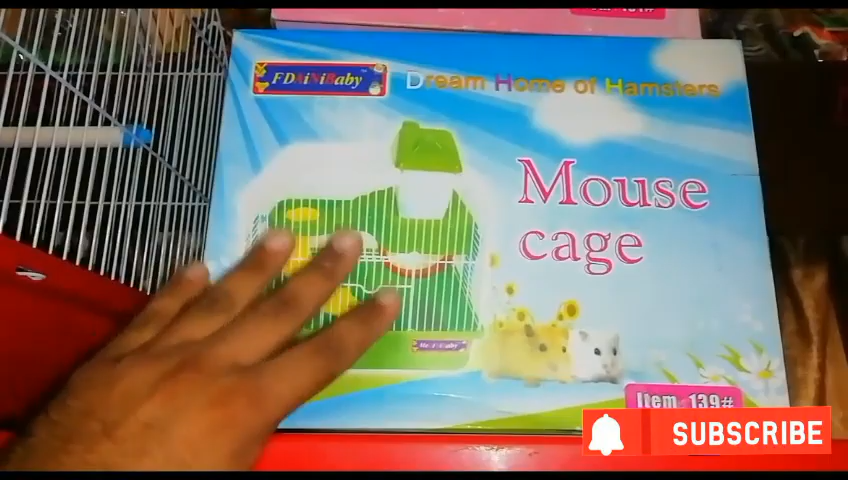 FDAiNiBaby
Dream Home of Hamsters
Mouse
cage
Item 139#
SUBSCRIBE